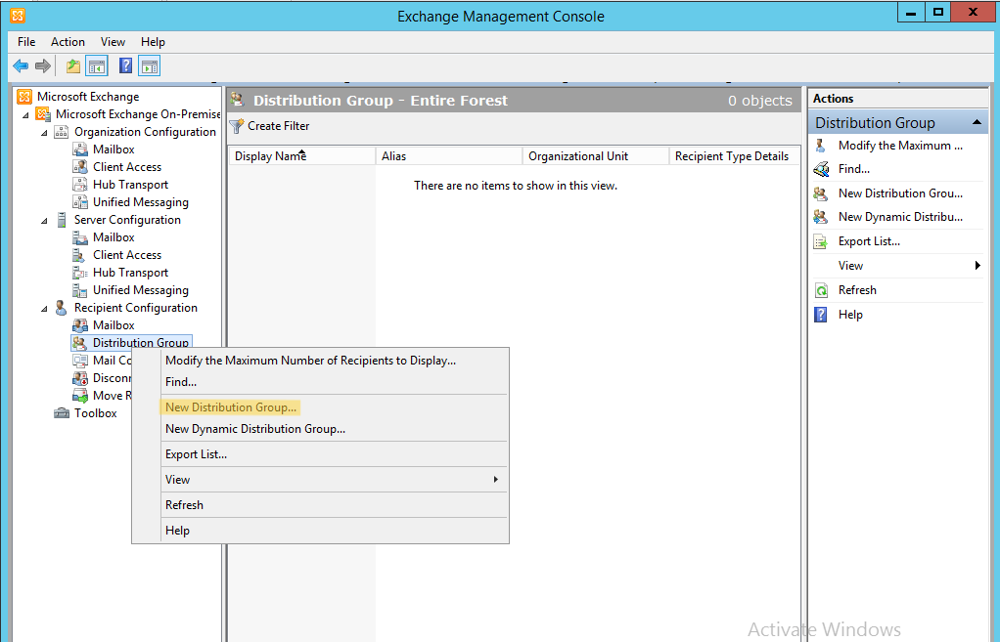 Exchange Management Console
File Action View Help
Microsoft Exchange
Microsoft Exchange On-Premise
Organization Configuration
Mailbox
Client Access
Hub Transport
Unified Messaging
Server Configuration
Mailbox
Client Access
Hub Transport
Unified Messaging
Recipient Configuration
Mailbox
Distribution Group
Mail Co
Disconn
Move R
Toolbox
Modify the Maximum Number of Recipients to Display...
Find...
New Distribution Group...
New Dynamic Distribution Group...
Export List...
View
Refresh
Help
Distribution Group - Entire Forest 0 objects
Create Filter
Display Name Alias Organizational Unit Recipient Type Details
There are no items to show in this view.
Actions
Distribution Group
Modify the Maximum ...
Find...
New Distribution Grou...
New Dynamic Distribu...
Export List...
View
Refresh
Help
Activate Windows